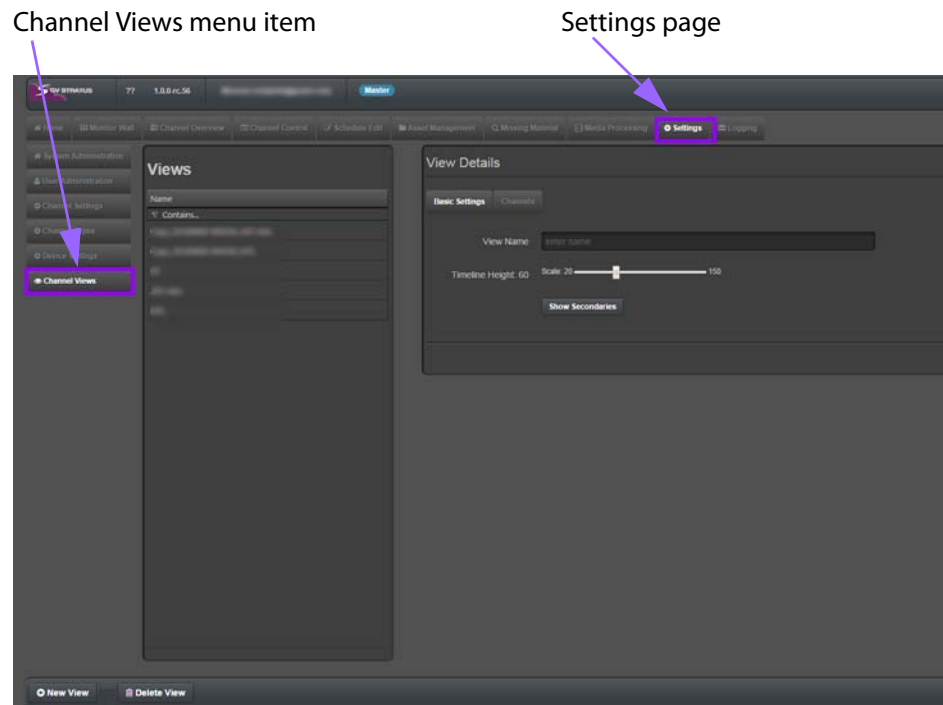 Channel Views menu item
Settings page
GV STRATUS ?? 1.0.0-rc.56 Master
Home Monitor Wall Channel Overview Channel Control Schedule Edit Asset Management Missing Material Media Processing Settings Logging
System Administration
User Administration
Channel Settings
Channel
Device Settings
Channel Views
Views
Name
Contains...
View Details
Basic Settings Channels
View Name enter name
Timeline Height: 60 Scale: 20 150
Show Secondaries
New View Delete View